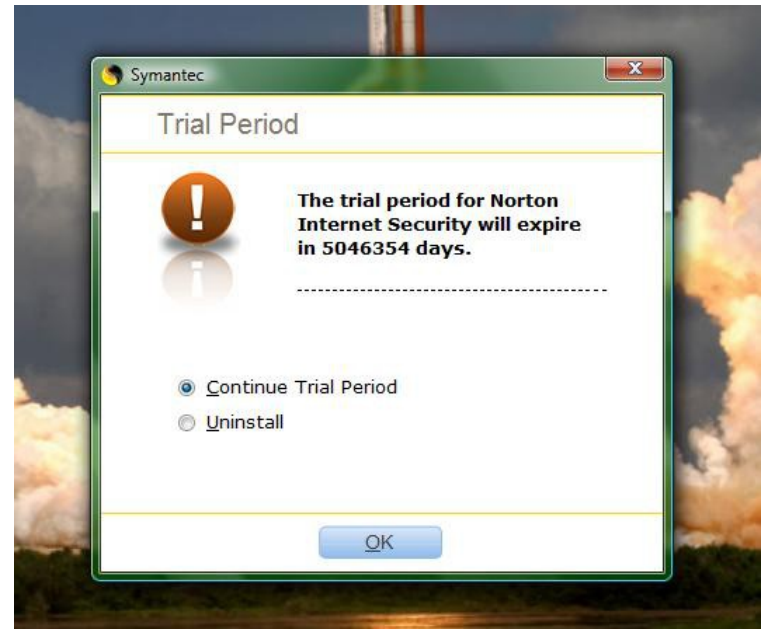 Symantec
Trial Period
The trial period for Norton
Internet Security will expire
in 5046354 days.
Continue Trial Period
Uninstall
OK